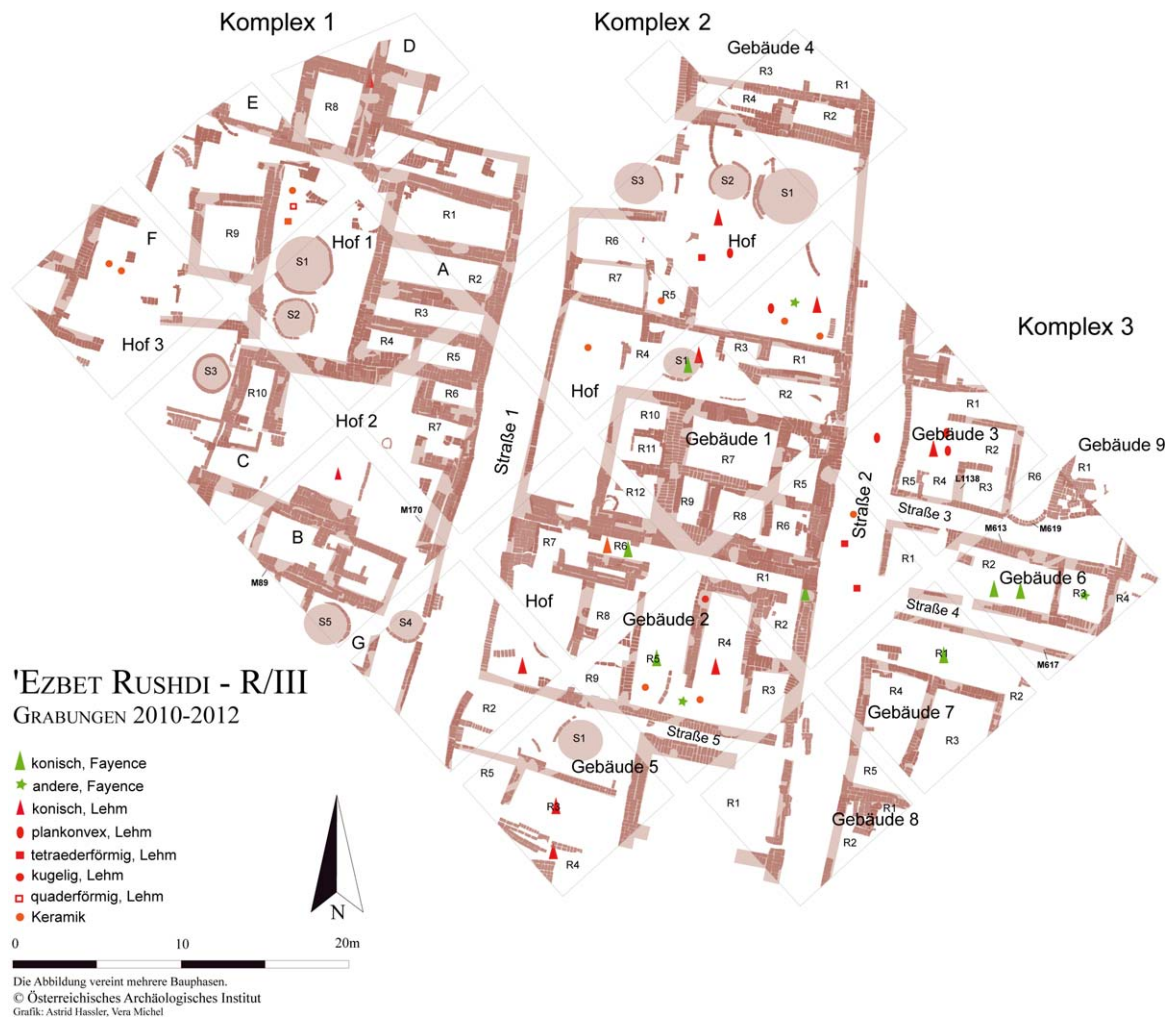 Komplex 1
Komplex 2
Komplex 3
D
E
R8
F
R9
Hof 1
S1
S2
R1
A
R2
R3
R4
R5
R6
R7
Hof 3
S3
R10
Hof 2
C
B
M170
M89
S5
S4
G
Straße 1
Gebäude 4
R3
R1
R4
R2
S3
S2
S1
Hof
R6
R7
R5
R4
S1
R3
R1
R2
Hof
R10
R11
R12
Gebäude 1
R7
R9
R8
R5
R6
Straße 2
R7
R6
Hof
R1
R8
Gebäude 2
R2
R4
R5
R9
R3
Straße 5
R2
S1
Gebäude 5
R5
R3
R4
R1
R1
Gebäude 3
R2
R5
R4
L1138
R3
R6
Gebäude 9
R1
Straße 3
M613
M619
R1
R2
Gebäude 6
R3
R4
Straße 4
M617
R1
R2
R4
Gebäude 7
R3
R5
R1
Gebäude 8
R2
'EZBET RUSHDI - R/III
GRABUNGEN 2010-2012
konisch, Fayence
andere, Fayence
konisch, Lehm
plankonvex, Lehm
tetraederförmig, Lehm
kugelig, Lehm
quaderförmig, Lehm
Keramik
N
0 10 20m
Die Abbildung vereint mehrere Bauphasen.
© Österreichisches Archäologisches Institut
Grafik: Astrid Hassler, Vera Michel